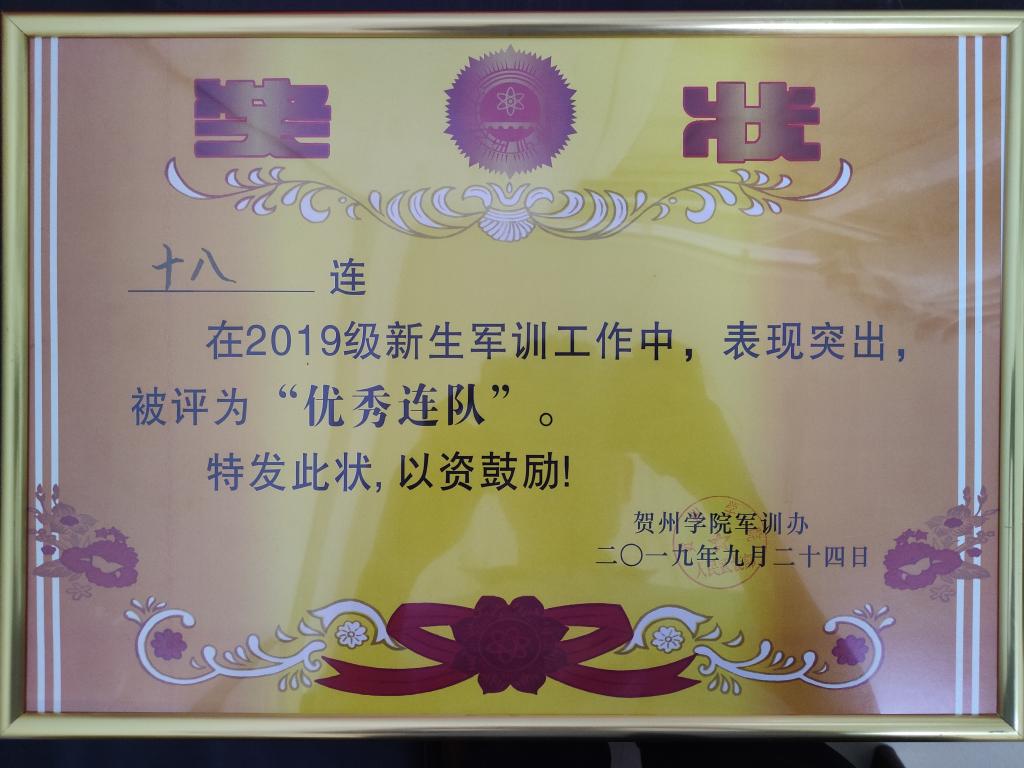 奖状
十八 连
在2019级新生军训工作中，表现突出，
被评为“优秀连队”。
特发此状,以资鼓励!
贺州学院军训办
二〇一九年九月二十四日